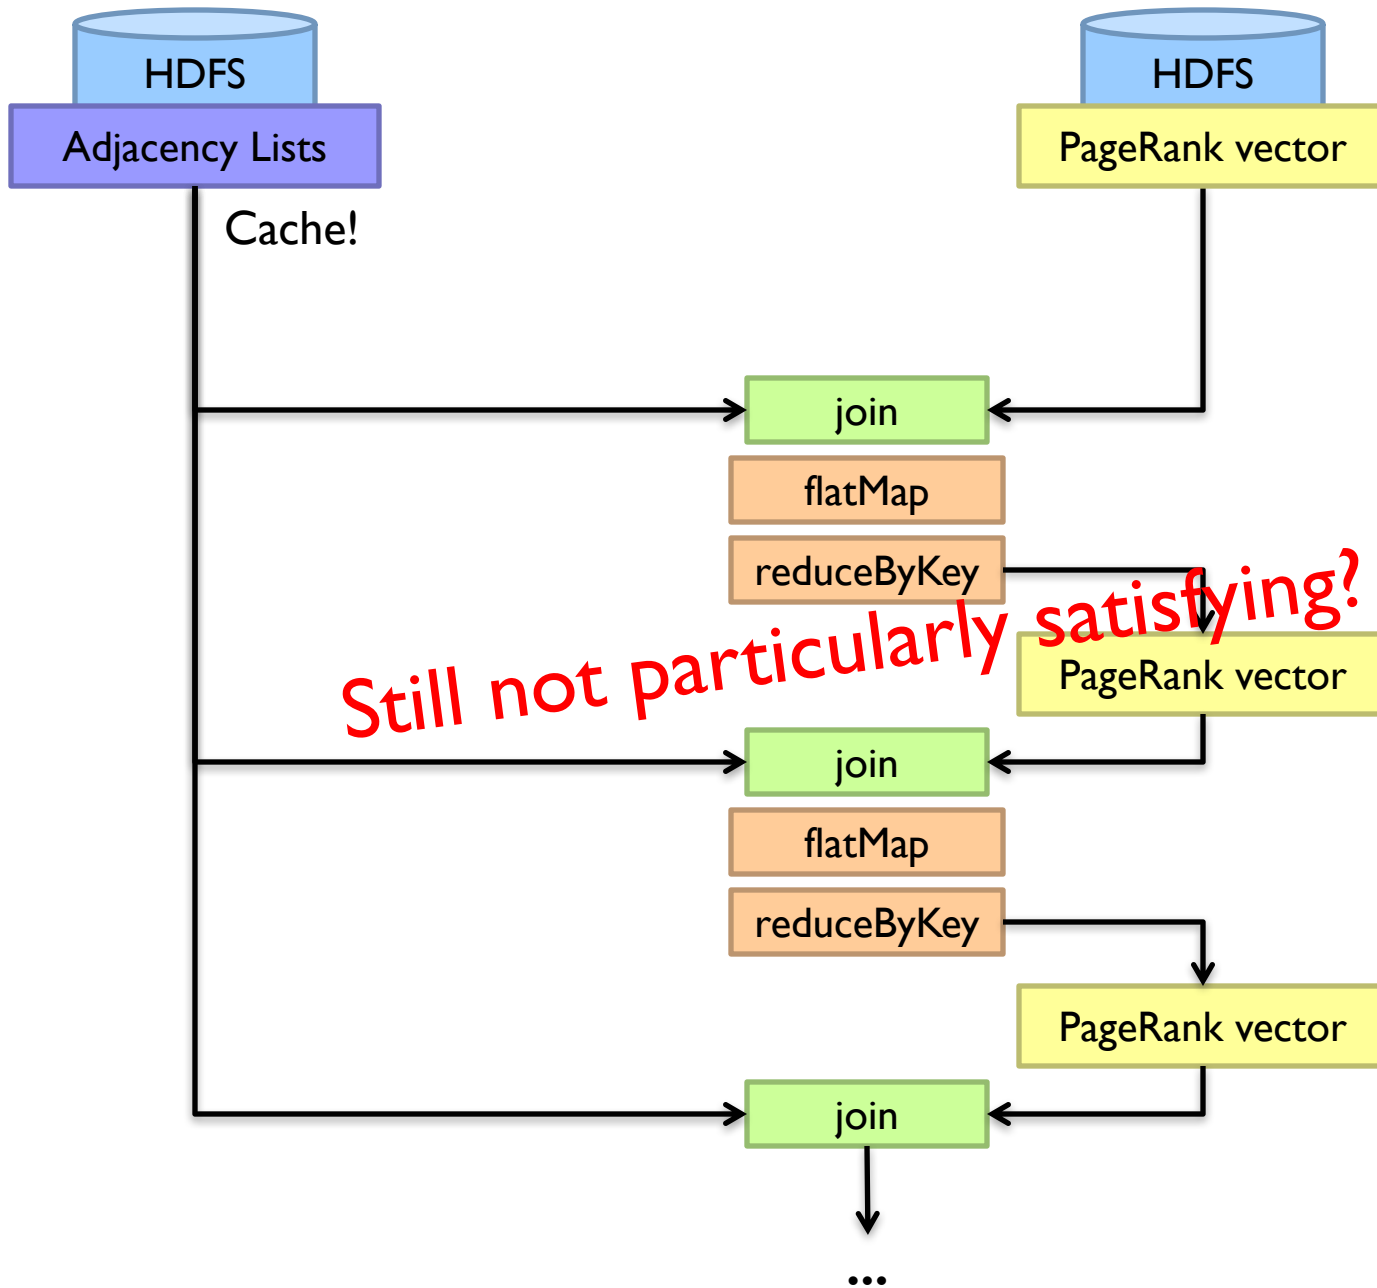 HDFS
HDFS
Adjacency Lists
PageRank vector
Cache!
join
flatMap
reduceByKey
Still not particularly satisfying?
PageRank vector
join
flatMap
reduceByKey
PageRank vector
join
...